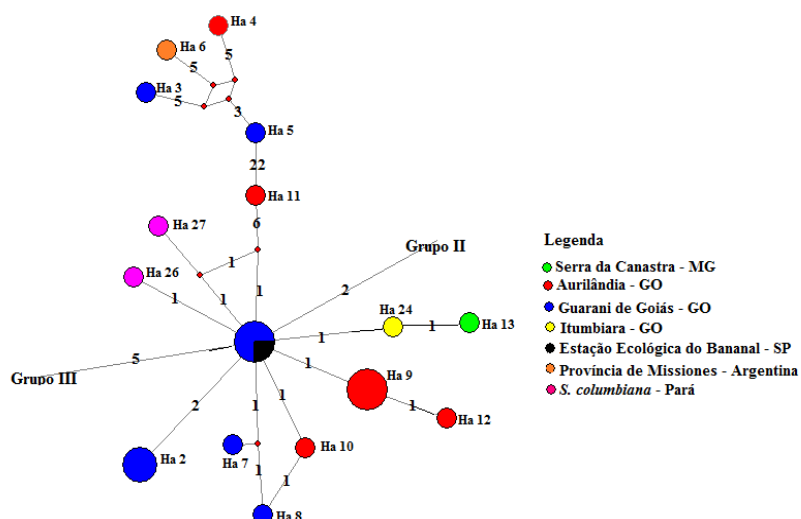 Ha 4
Ha 6
5
5
Ha 3
5
3
Ha 5
22
Ha 11
6
Ha 27
Grupo II
1
Ha 26
1
1
1
2
Ha 24
1
1
Ha 13
5
Grupo III
1
Ha 9
2
1
1
1
Ha 12
Ha 2
Ha 7
1
Ha 10
1
Ha 8
Legenda
Serra da Canastra - MG
Aurilândia - GO
Guarani de Goiás - GO
Itumbiara - GO
Estação Ecológica do Bananal - SP
Província de Missiones - Argentina
S. columbiana - Pará